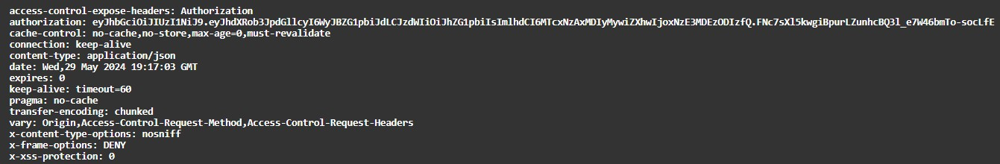 access-control-expose-headers: Authorization
authorization: eyJhbGciOiJIUzI1NiJ9.eyJhdXRob3JpdGllcyI6WyJBZG1pbiJdLCJzdWIiOiJhZG1pbiIsImlhdCI6MTcxNzAxMDIyMywiZXhwIjoxNzE3MDEzODIzfQ.FNc7sXl5kwgiBpurLZunhcBQ3l_e7W46bmTo-socLfE
cache-control: no-cache,no-store,max-age=0,must-revalidate
connection: keep-alive
content-type: application/json
date: Wed,29 May 2024 19:17:03 GMT
expires: 0
keep-alive: timeout=60
pragma: no-cache
transfer-encoding: chunked
vary: Origin,Access-Control-Request-Method,Access-Control-Request-Headers
x-content-type-options: nosniff
x-frame-options: DENY
x-xss-protection: 0